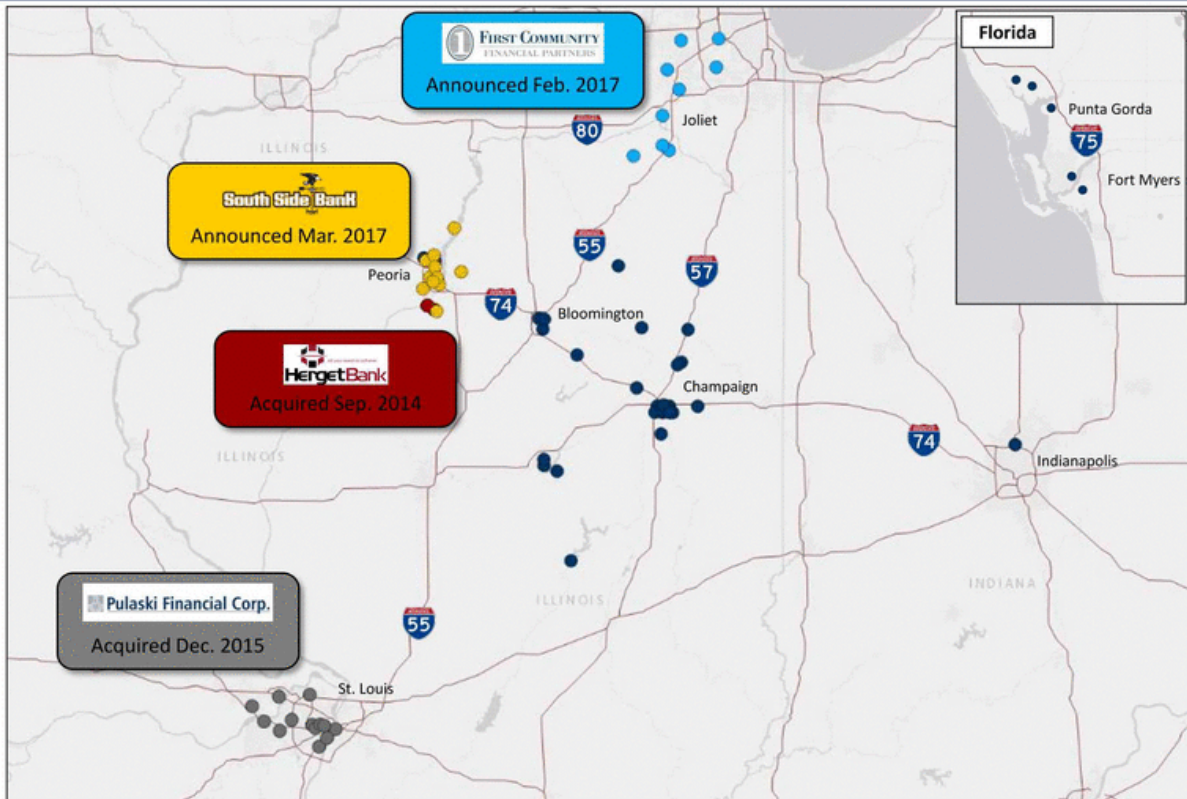 1
FIRST COMMUNITY
FINANCIAL PARTNERS
Announced Feb. 2017
Florida
Punta Gorda
75
Fort Myers
80
Joliet
ILLINOIS
South Side Bank
Announced Mar. 2017
Peoria
55
57
74
Bloomington
HergetBank
Acquired Sep. 2014
Champaign
ILLINOIS
74
Indianapolis
Pulaski Financial Corp.
Acquired Dec. 2015
55
ILLINOIS
INDIANA
St. Louis